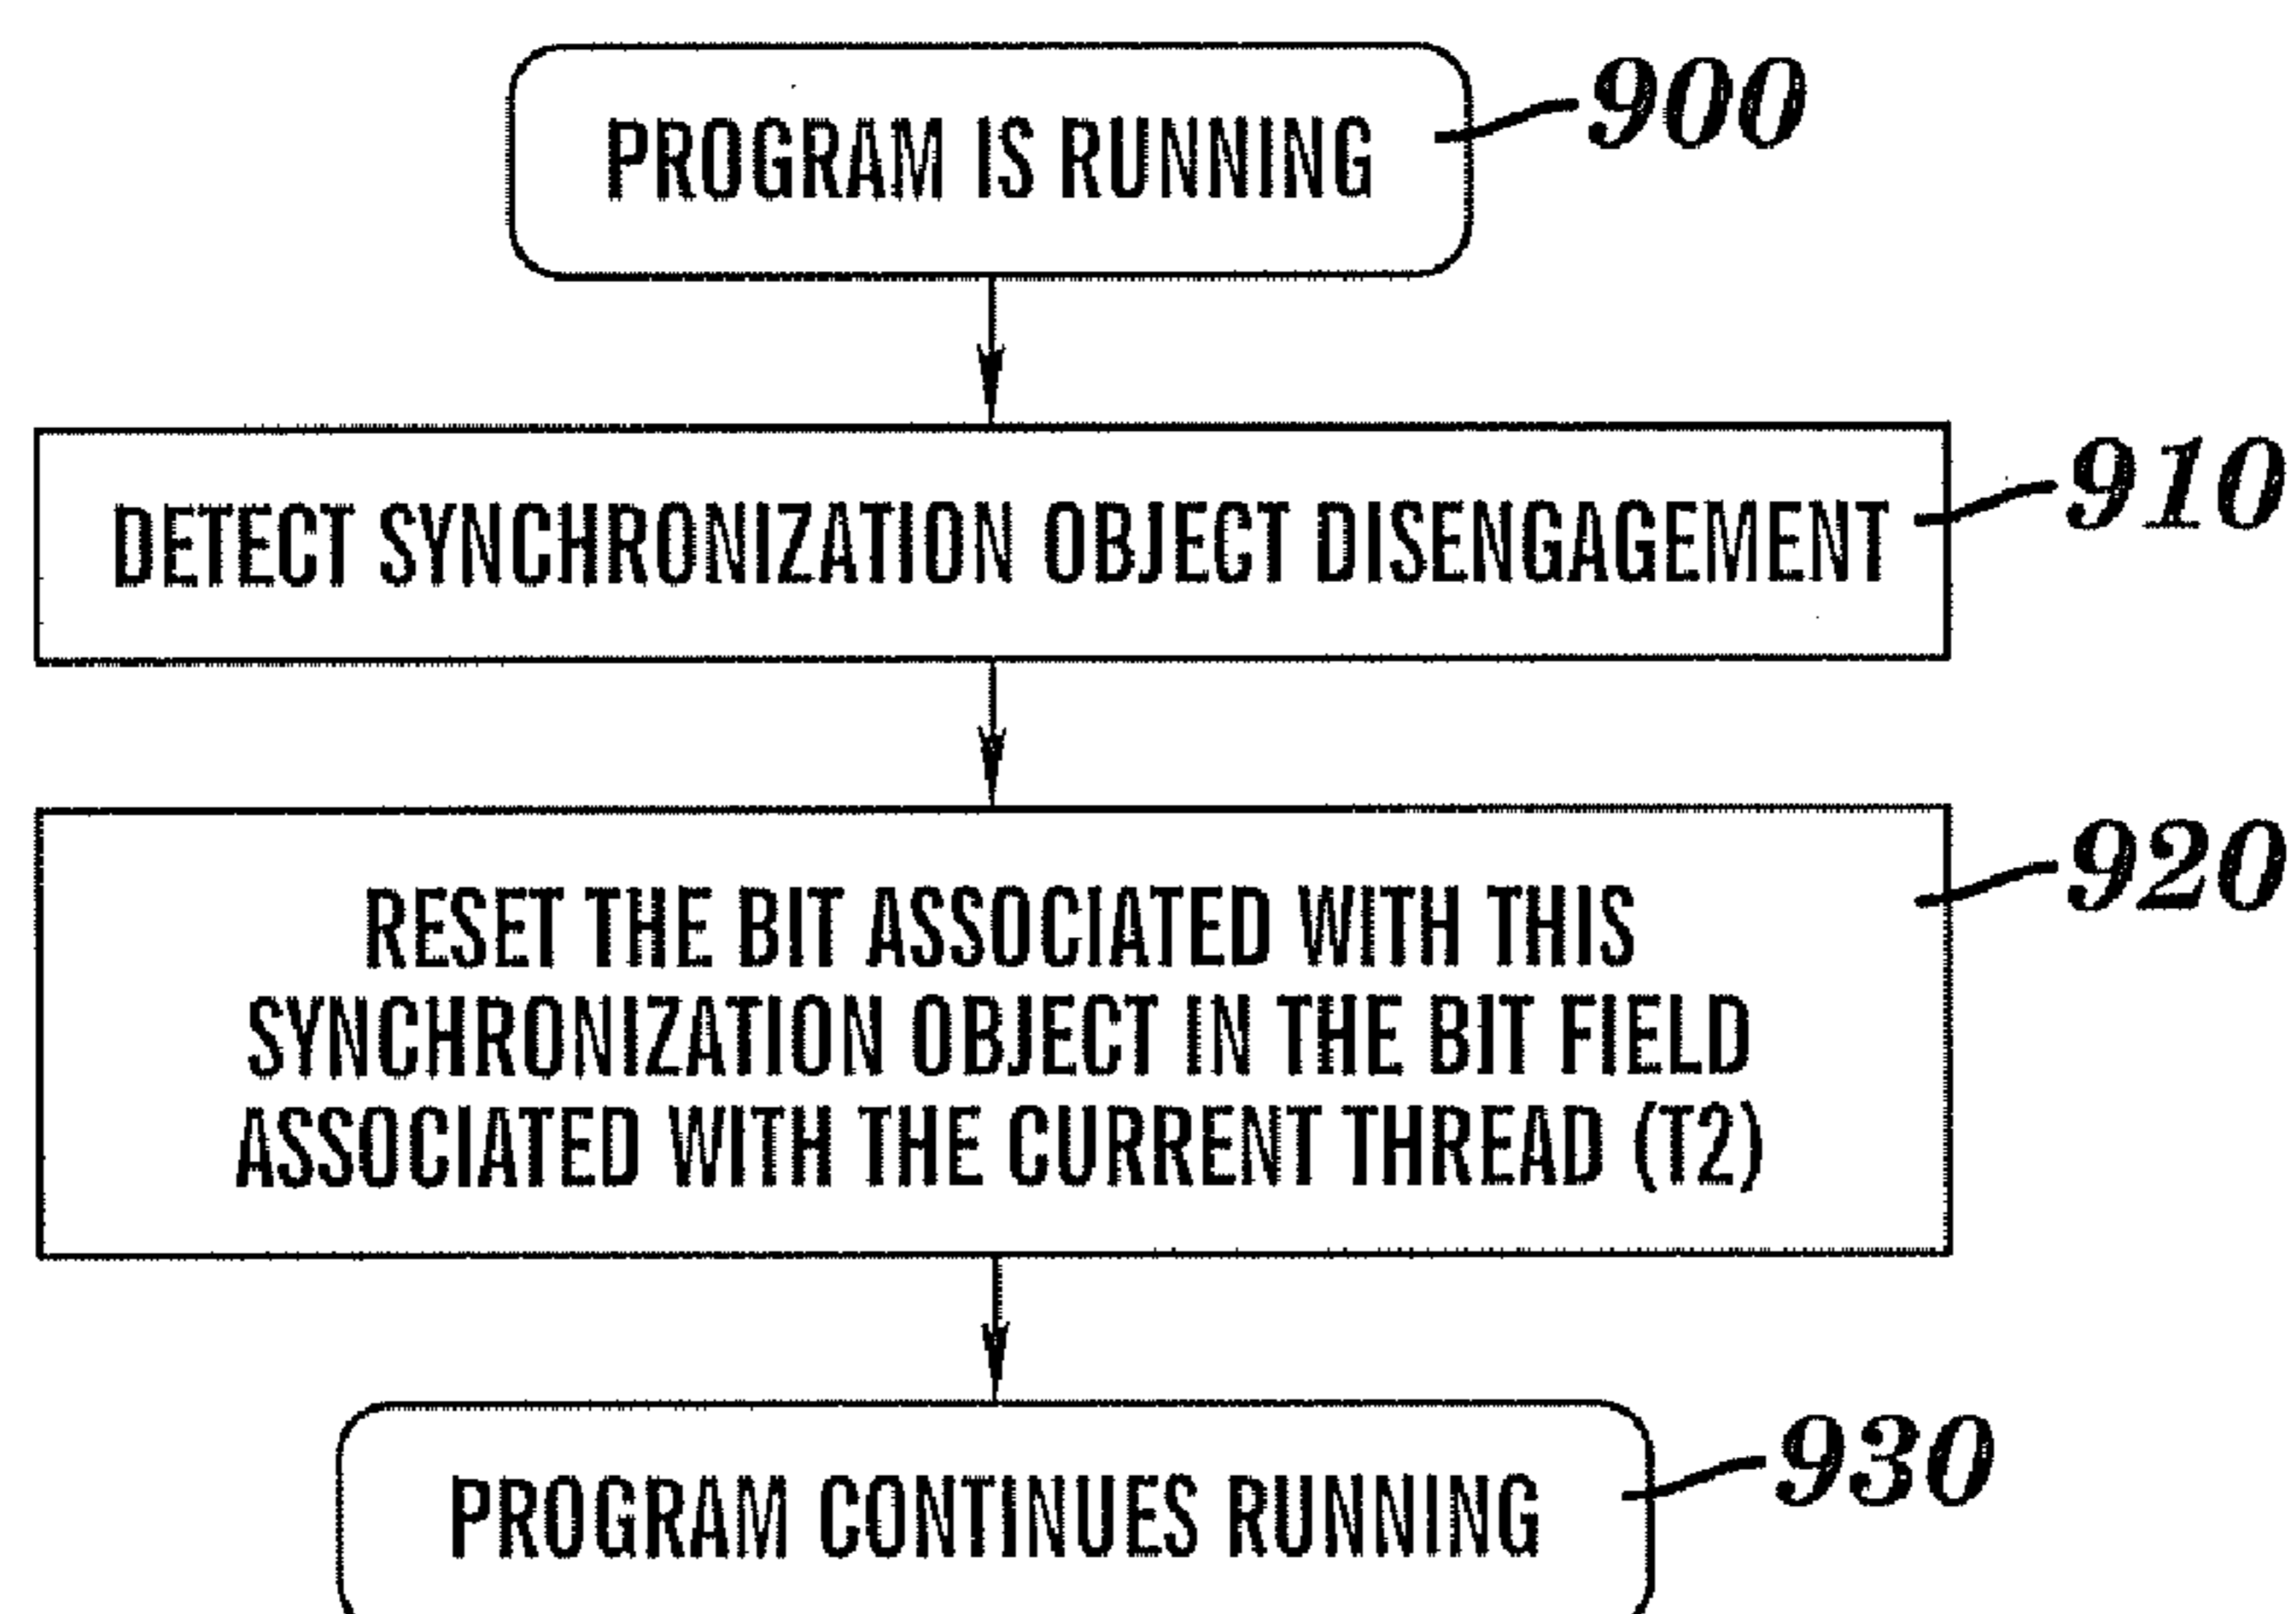 PROGRAM IS RUNNING
900
DETECT SYNCHRONIZATION OBJECT DISENGAGEMENT
910
RESET THE BIT ASSOCIATED WITH THIS
SYNCHRONIZATION OBJECT IN THE BIT FIELD
ASSOCIATED WITH THE CURRENT THREAD (T2)
920
PROGRAM CONTINUES RUNNING
930